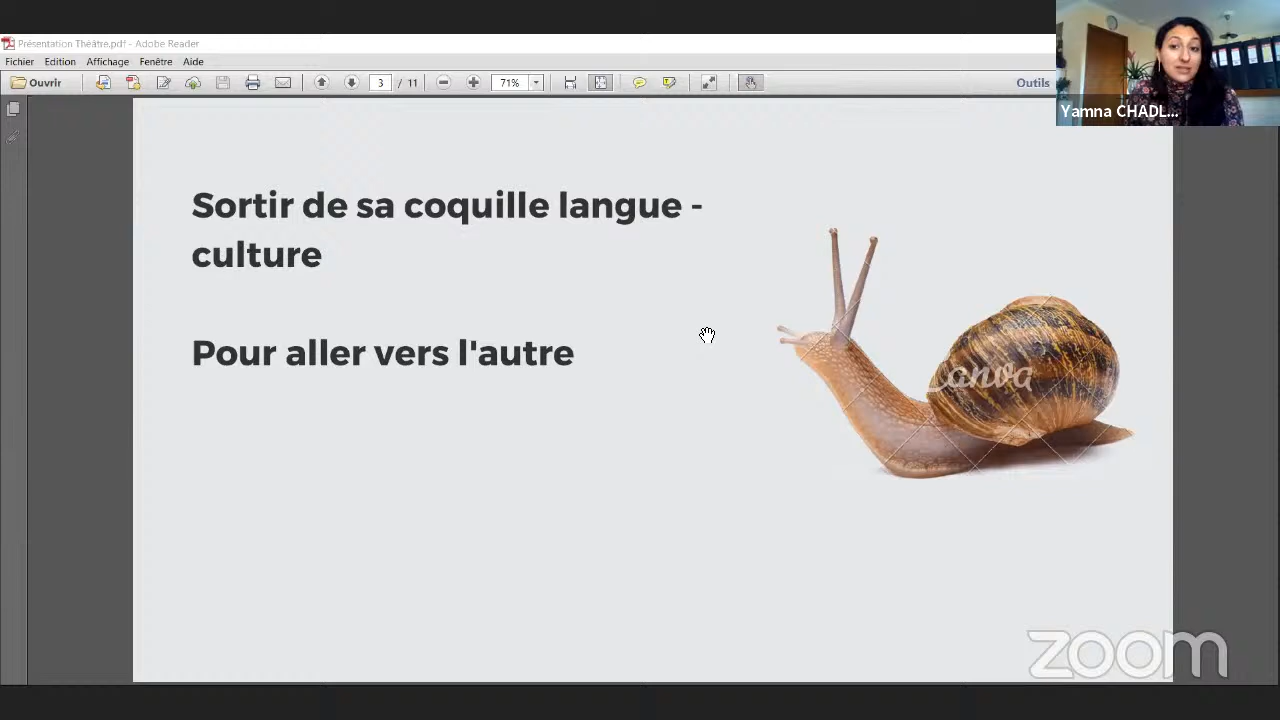 Présentation Théâtre.pdf - Adobe Reader
Fichier Edition Affichage Fenêtre Aide
Ouvrir 3 / 11 71% Outils
Yamna CHADL...
Sortir de sa coquille langue -
culture
Pour aller vers l'autre
Canva
zoom